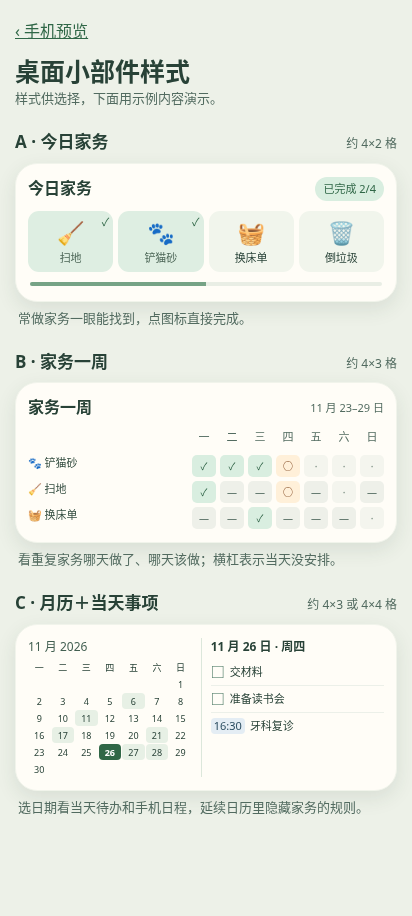 ‹ 手机预览
桌面小部件样式
样式供选择，下面用示例内容演示。
A · 今日家务 约 4×2 格
今日家务 已完成 2/4
✓ ✓
扫地 铲猫砂 换床单 倒垃圾
常做家务一眼能找到，点图标直接完成。
B · 家务一周 约 4×3 格
家务一周 11 月 23–29 日
一 二 三 四 五 六 日
铲猫砂 ✓ ✓ ✓ ○ · · ·
扫地 ✓ — — ○ — · —
换床单 — — ✓ — — — ·
看重复家务哪天做了、哪天该做；横杠表示当天没安排。
C · 月历＋当天事项 约 4×3 或 4×4 格
11 月 2026
一 二 三 四 五 六 日
1
2 3 4 5 6 7 8
9 10 11 12 13 14 15
16 17 18 19 20 21 22
23 24 25 26 27 28 29
30
11 月 26 日 · 周四
交材料
准备读书会
16:30 牙科复诊
选日期看当天待办和手机日程，延续日历里隐藏家务的规则。